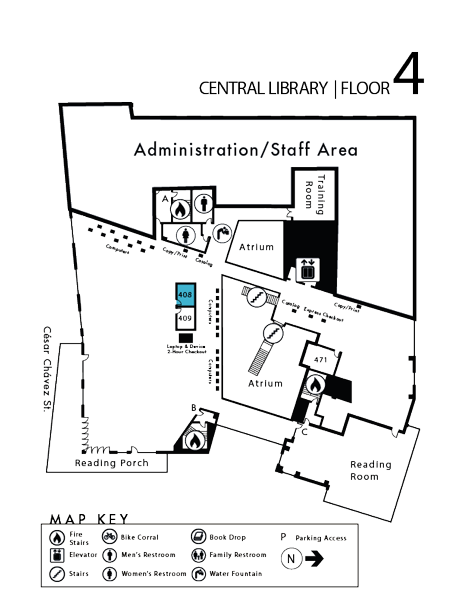 CENTRAL LIBRARY | FLOOR 4
Administration/Staff Area
Training
Room
A
Atrium
Computers
Copy/Print
Catalog
408
409
Laptop & Device
2-Hour Checkout
Computers
Computers
Catalog
Express Checkout
Copy/Print
471
Atrium
César Chávez St.
B
C
Reading Porch
Reading
Room
MAP KEY
Fire
Stairs
Bike Corral
Book Drop
P Parking Access
Elevator
Men's Restroom
Family Restroom
N
Stairs
Women's Restroom
Water Fountain